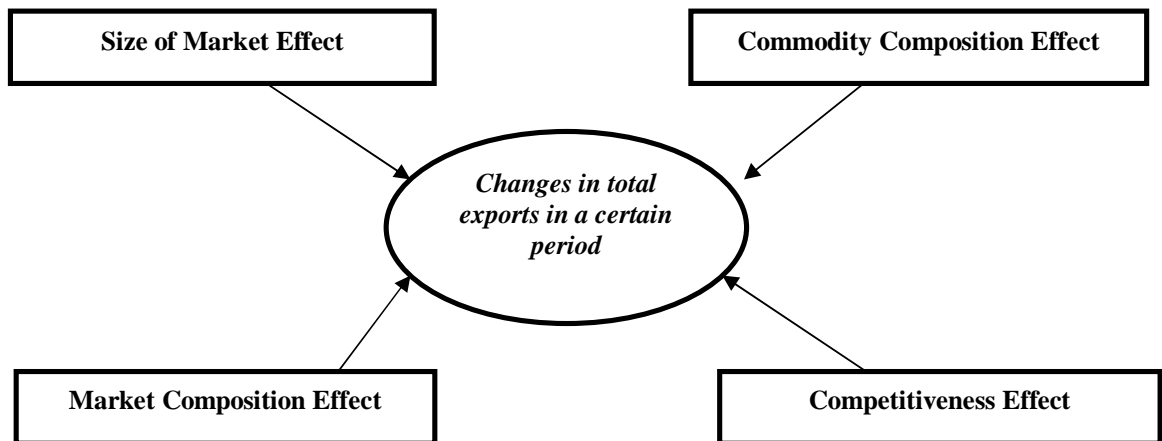 Size of Market Effect
Commodity Composition Effect
Changes in total
exports in a certain
period
Market Composition Effect
Competitiveness Effect